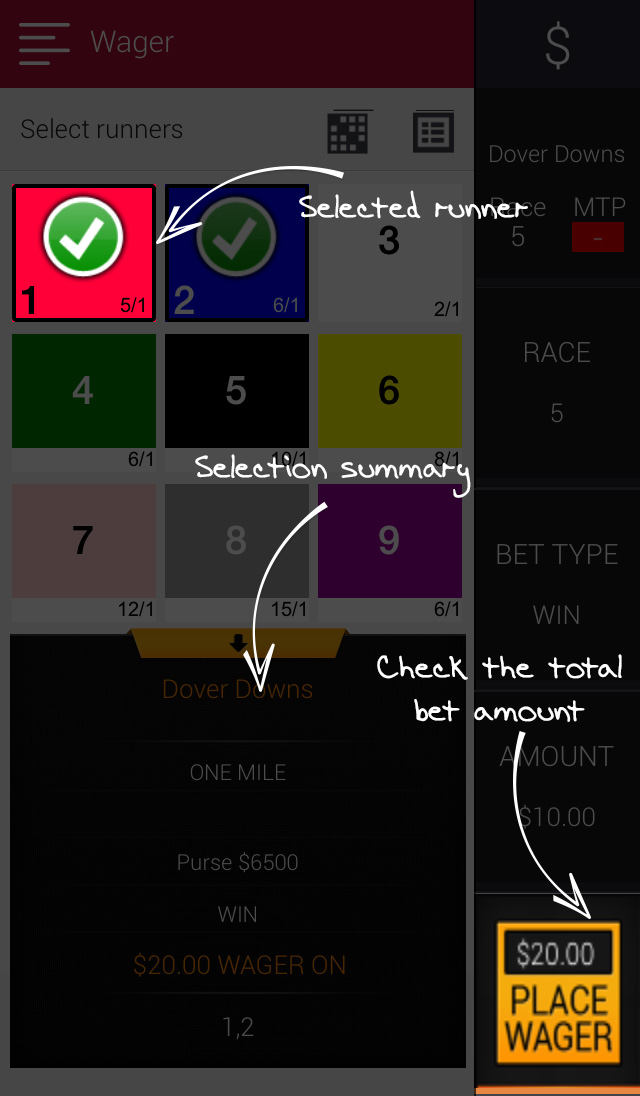 Wager
$
Select runners
Dover Downs
Selected runner
Race MTP
5 -
1 5/1
2 6/1
3
2/1
4
6/1
5
10/1
6
8/1
RACE
5
Selection summary
7
12/1
8
15/1
9
6/1
BET TYPE
WIN
Check the total
bet amount
AMOUNT
$10.00
Dover Downs
ONE MILE
Purse $6500
WIN
$20.00 WAGER ON
1,2
$20.00
PLACE
WAGER